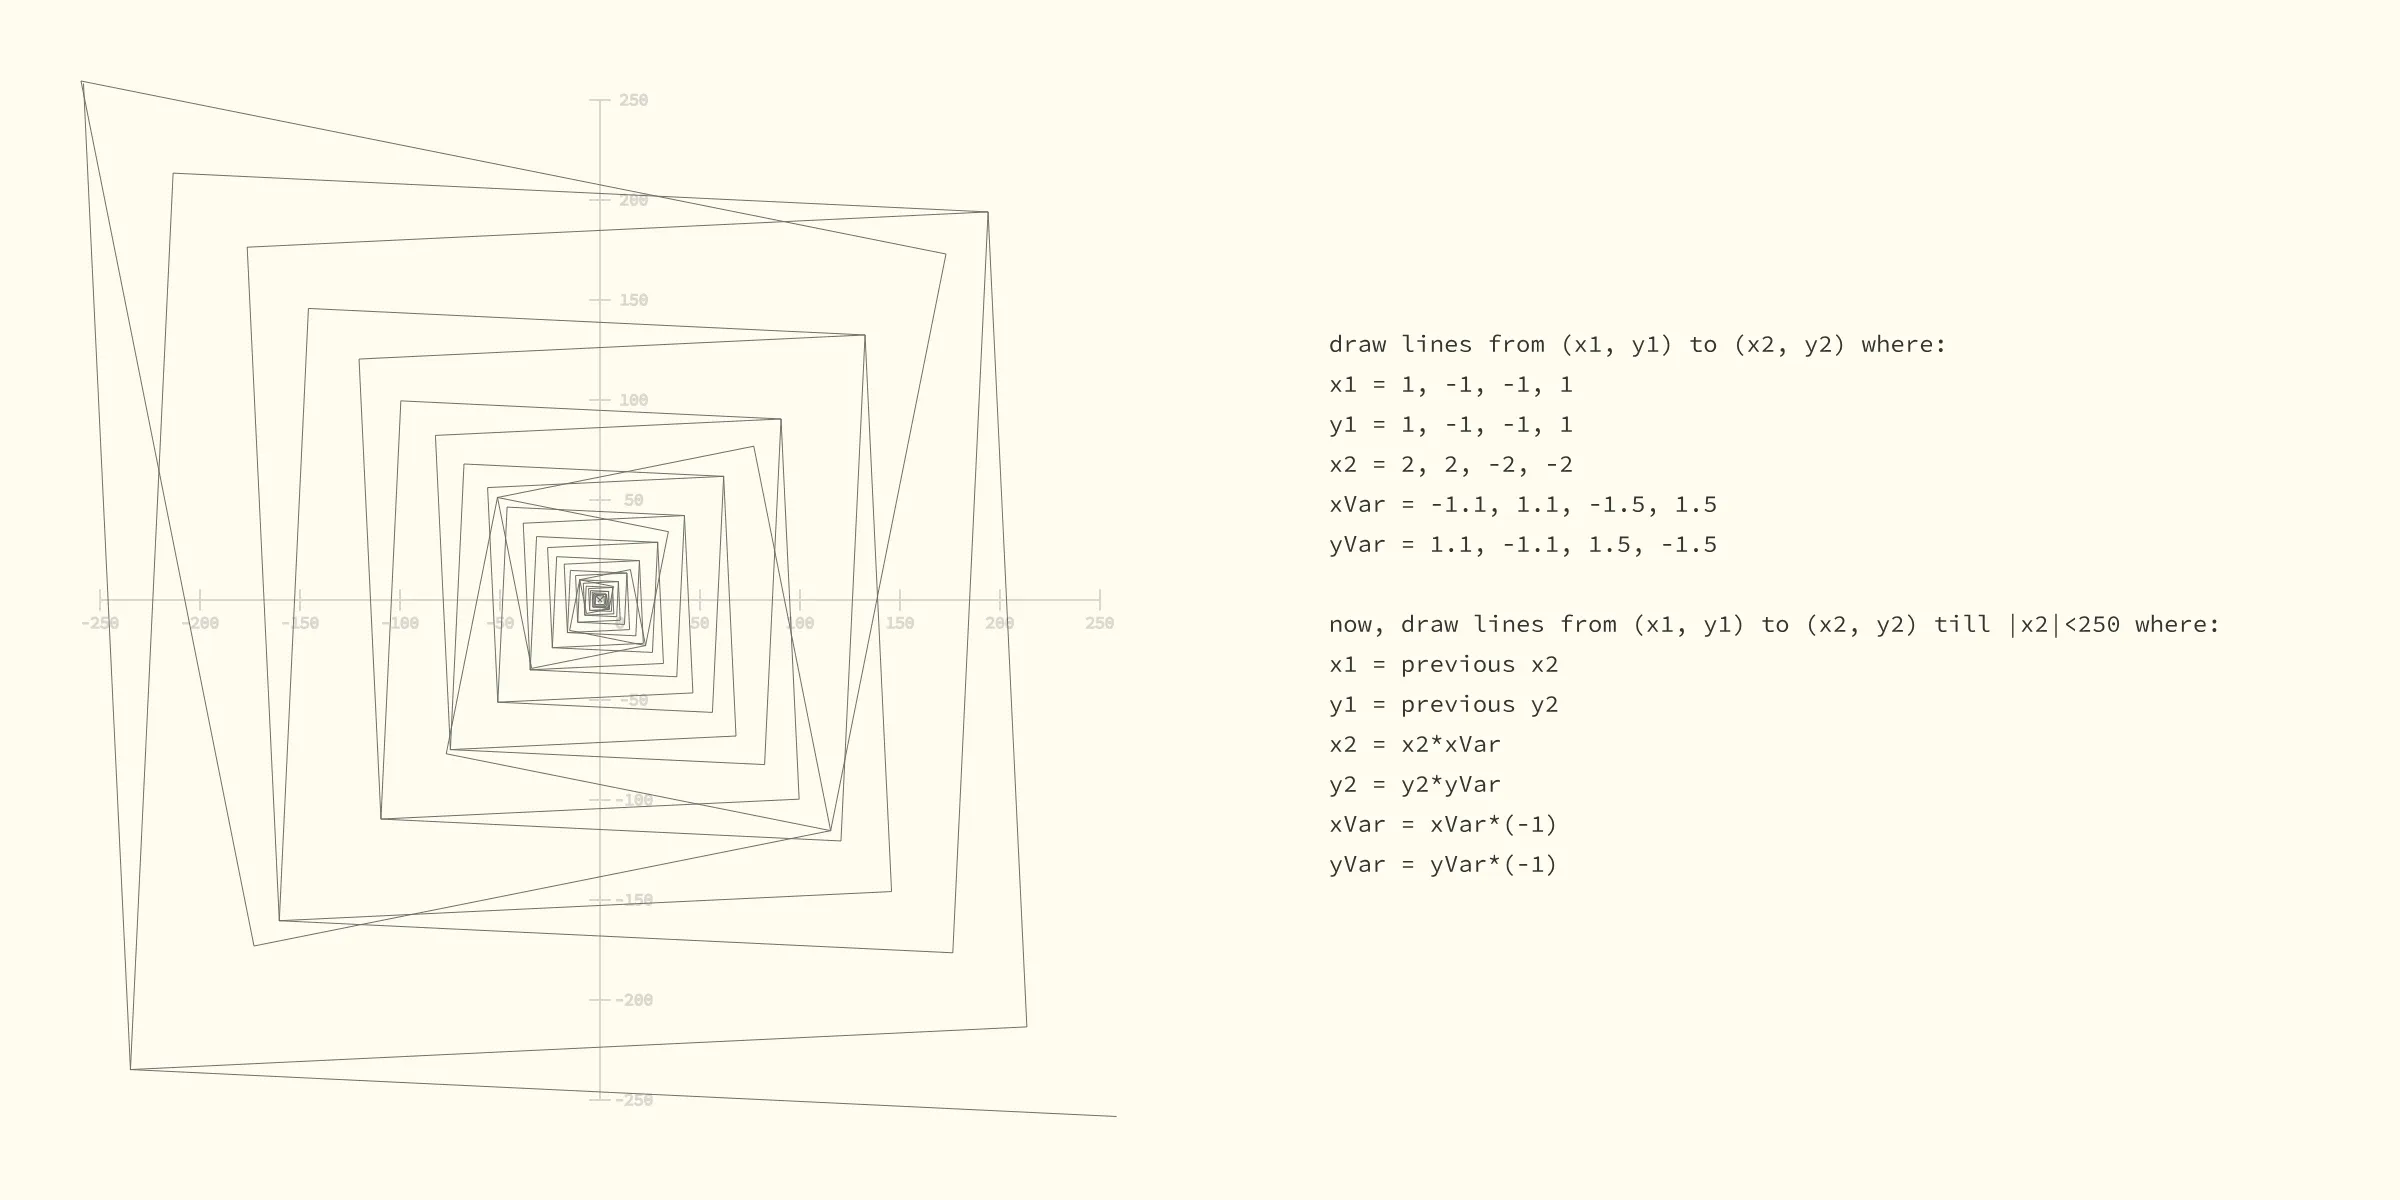 250
200
150
100
50
-250 -200 -150 -100 -50 0 50 100 150 200 250
-50
-100
-150
-200
-250
draw lines from (x1, y1) to (x2, y2) where:
x1 = 1, -1, -1, 1
y1 = 1, -1, -1, 1
x2 = 2, 2, -2, -2
xVar = -1.1, 1.1, -1.5, 1.5
yVar = 1.1, -1.1, 1.5, -1.5
now, draw lines from (x1, y1) to (x2, y2) till |x2|<250 where:
x1 = previous x2
y1 = previous y2
x2 = x2*xVar
y2 = y2*yVar
xVar = xVar*(-1)
yVar = yVar*(-1)